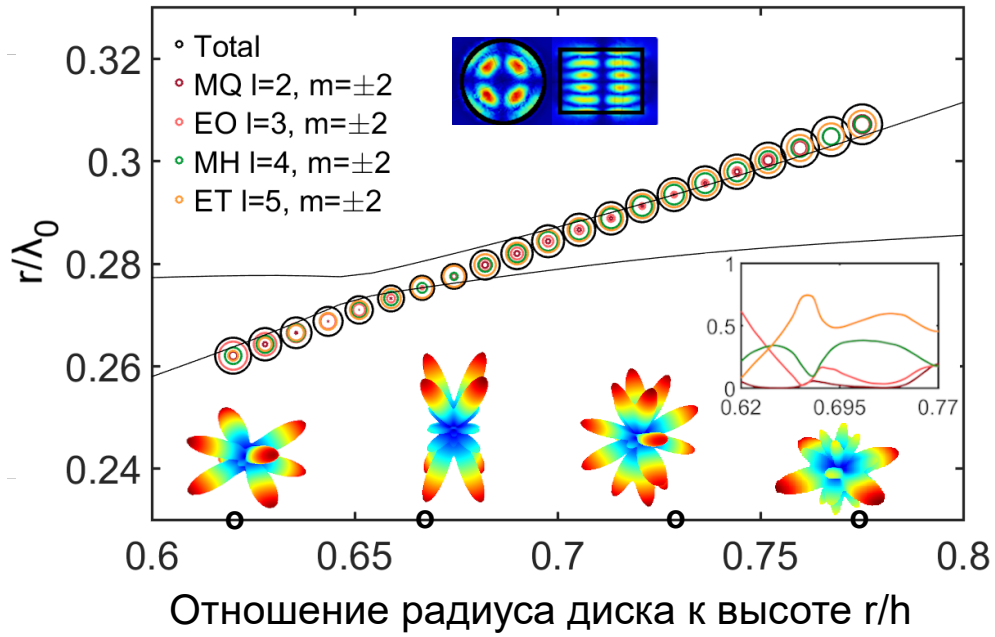 0.32
0.3
0.28
0.26
0.24
r/λ₀
Total
MQ l=2, m=±2
EO l=3, m=±2
MH l=4, m=±2
ET l=5, m=±2
1
0.5
0
0.62 0.695 0.77
0.6 0.65 0.7 0.75 0.8
Отношение радиуса диска к высоте r/h